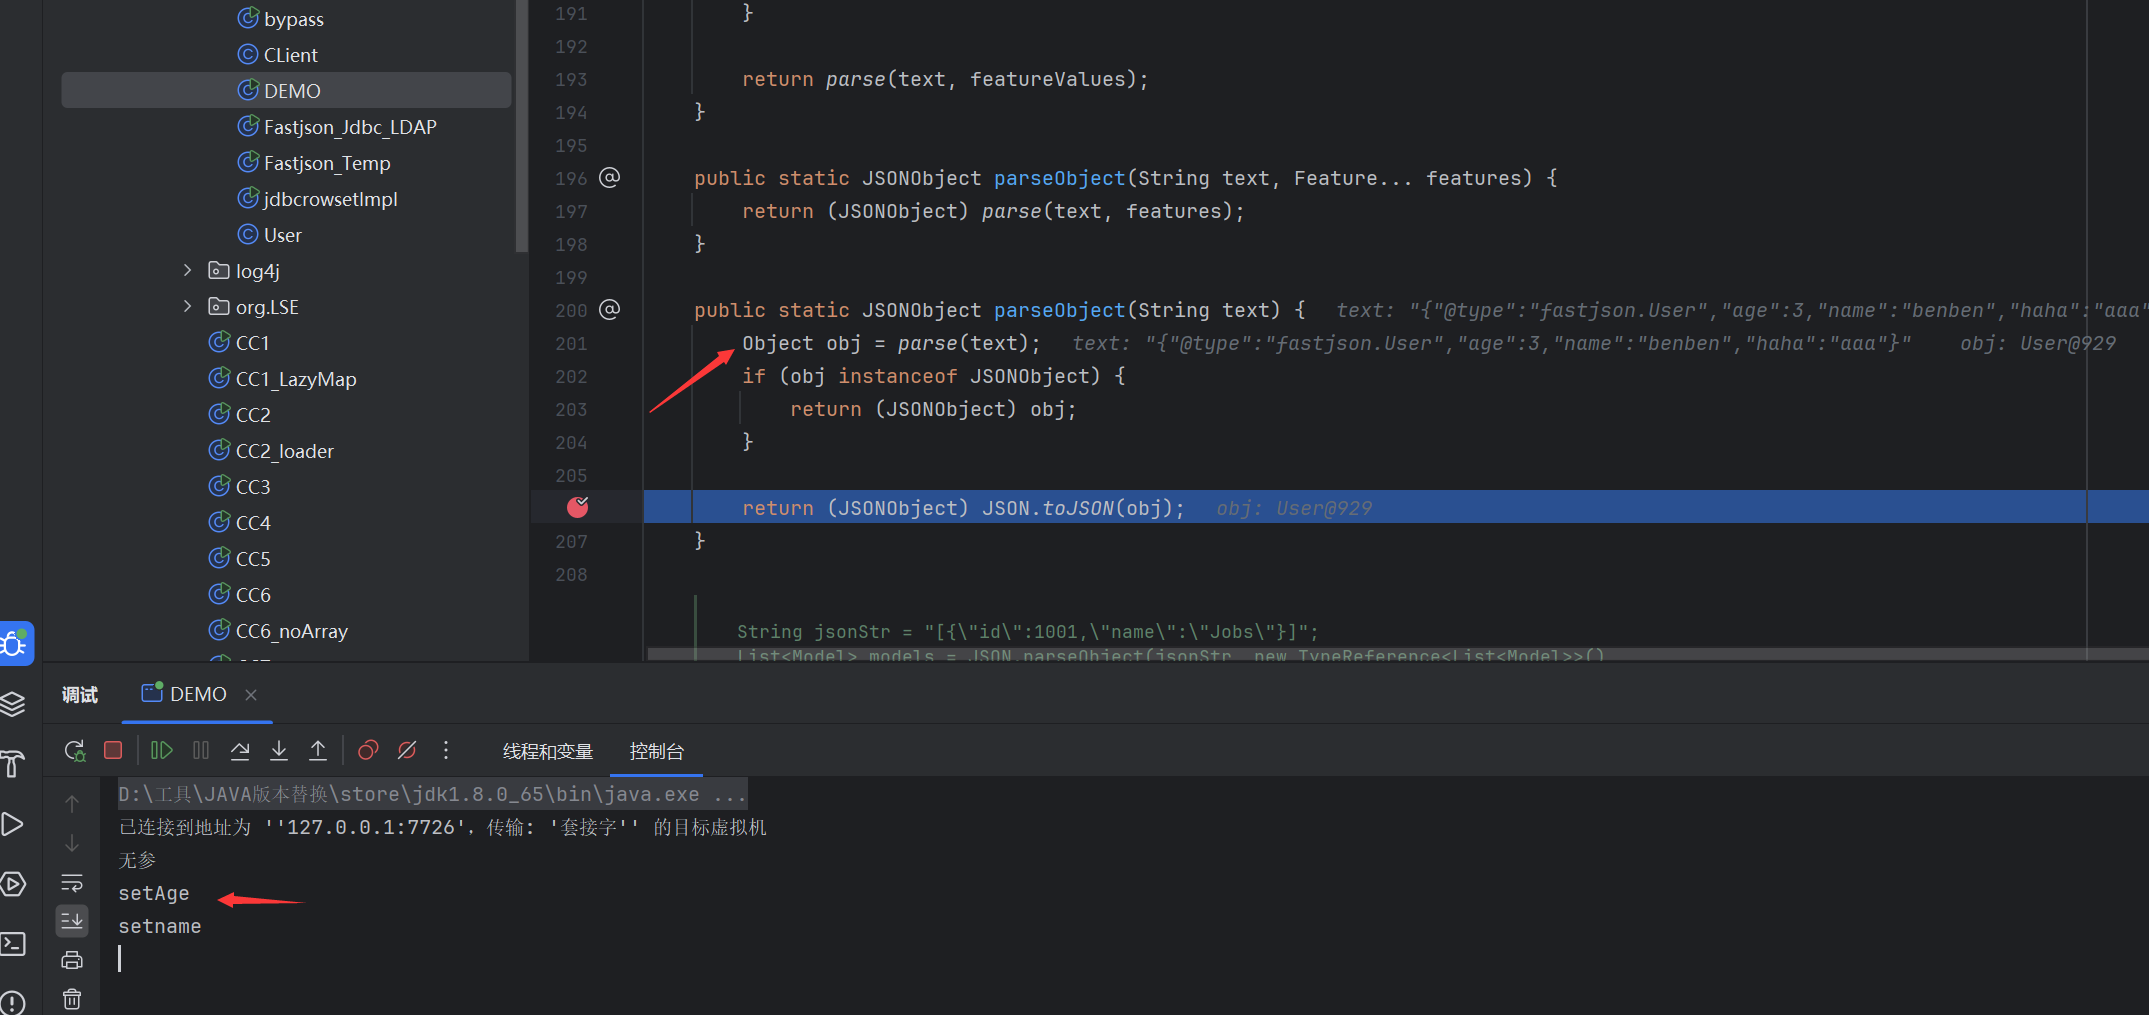 bypass
CLient
DEMO
Fastjson_Jdbc_LDAP
Fastjson_Temp
jdbcrowsetImpl
User
log4j
org.LSE
CC1
CC1_LazyMap
CC2
CC2_loader
CC3
CC4
CC5
CC6
CC6_noArray
191 }
192
193 return parse(text, featureValues);
194 }
195
196 @ public static JSONObject parseObject(String text, Feature... features) {
197 return (JSONObject) parse(text, features);
198 }
199
200 @ public static JSONObject parseObject(String text) { text: "{"@type":"fastjson.User","age":3,"name":"benben","haha":"aaa"
201 Object obj = parse(text); text: "{"@type":"fastjson.User","age":3,"name":"benben","haha":"aaa"}" obj: User@929
202 if (obj instanceof JSONObject) {
203 return (JSONObject) obj;
204 }
205
return (JSONObject) JSON.toJSON(obj); obj: User@929
207 }
208
String jsonStr = "[{\"id\":1001,\"name\":\"Jobs\"}]";
List<Model> models = JSON.parseObject(jsonStr, new TypeReference<List<Model>>()
调试 DEMO
线程和变量 控制台
D:\工具\JAVA版本替换\store\jdk1.8.0_65\bin\java.exe ...
已连接到地址为 ''127.0.0.1:7726'，传输: '套接字'' 的目标虚拟机
无参
setAge
setname